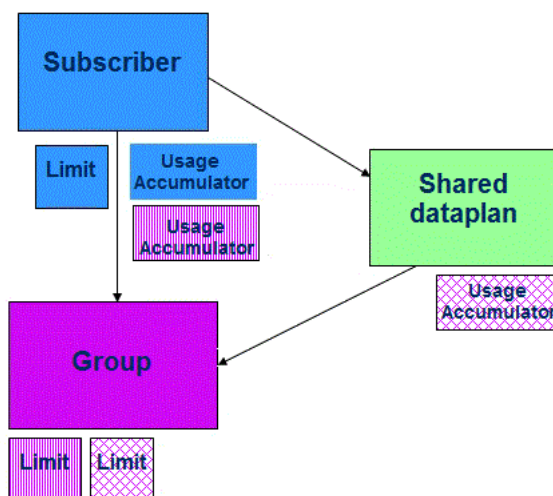 Subscriber
Limit
Usage
Accumulator
Usage
Accumulator
Shared
dataplan
Usage
Accumulator
Group
Limit
Limit